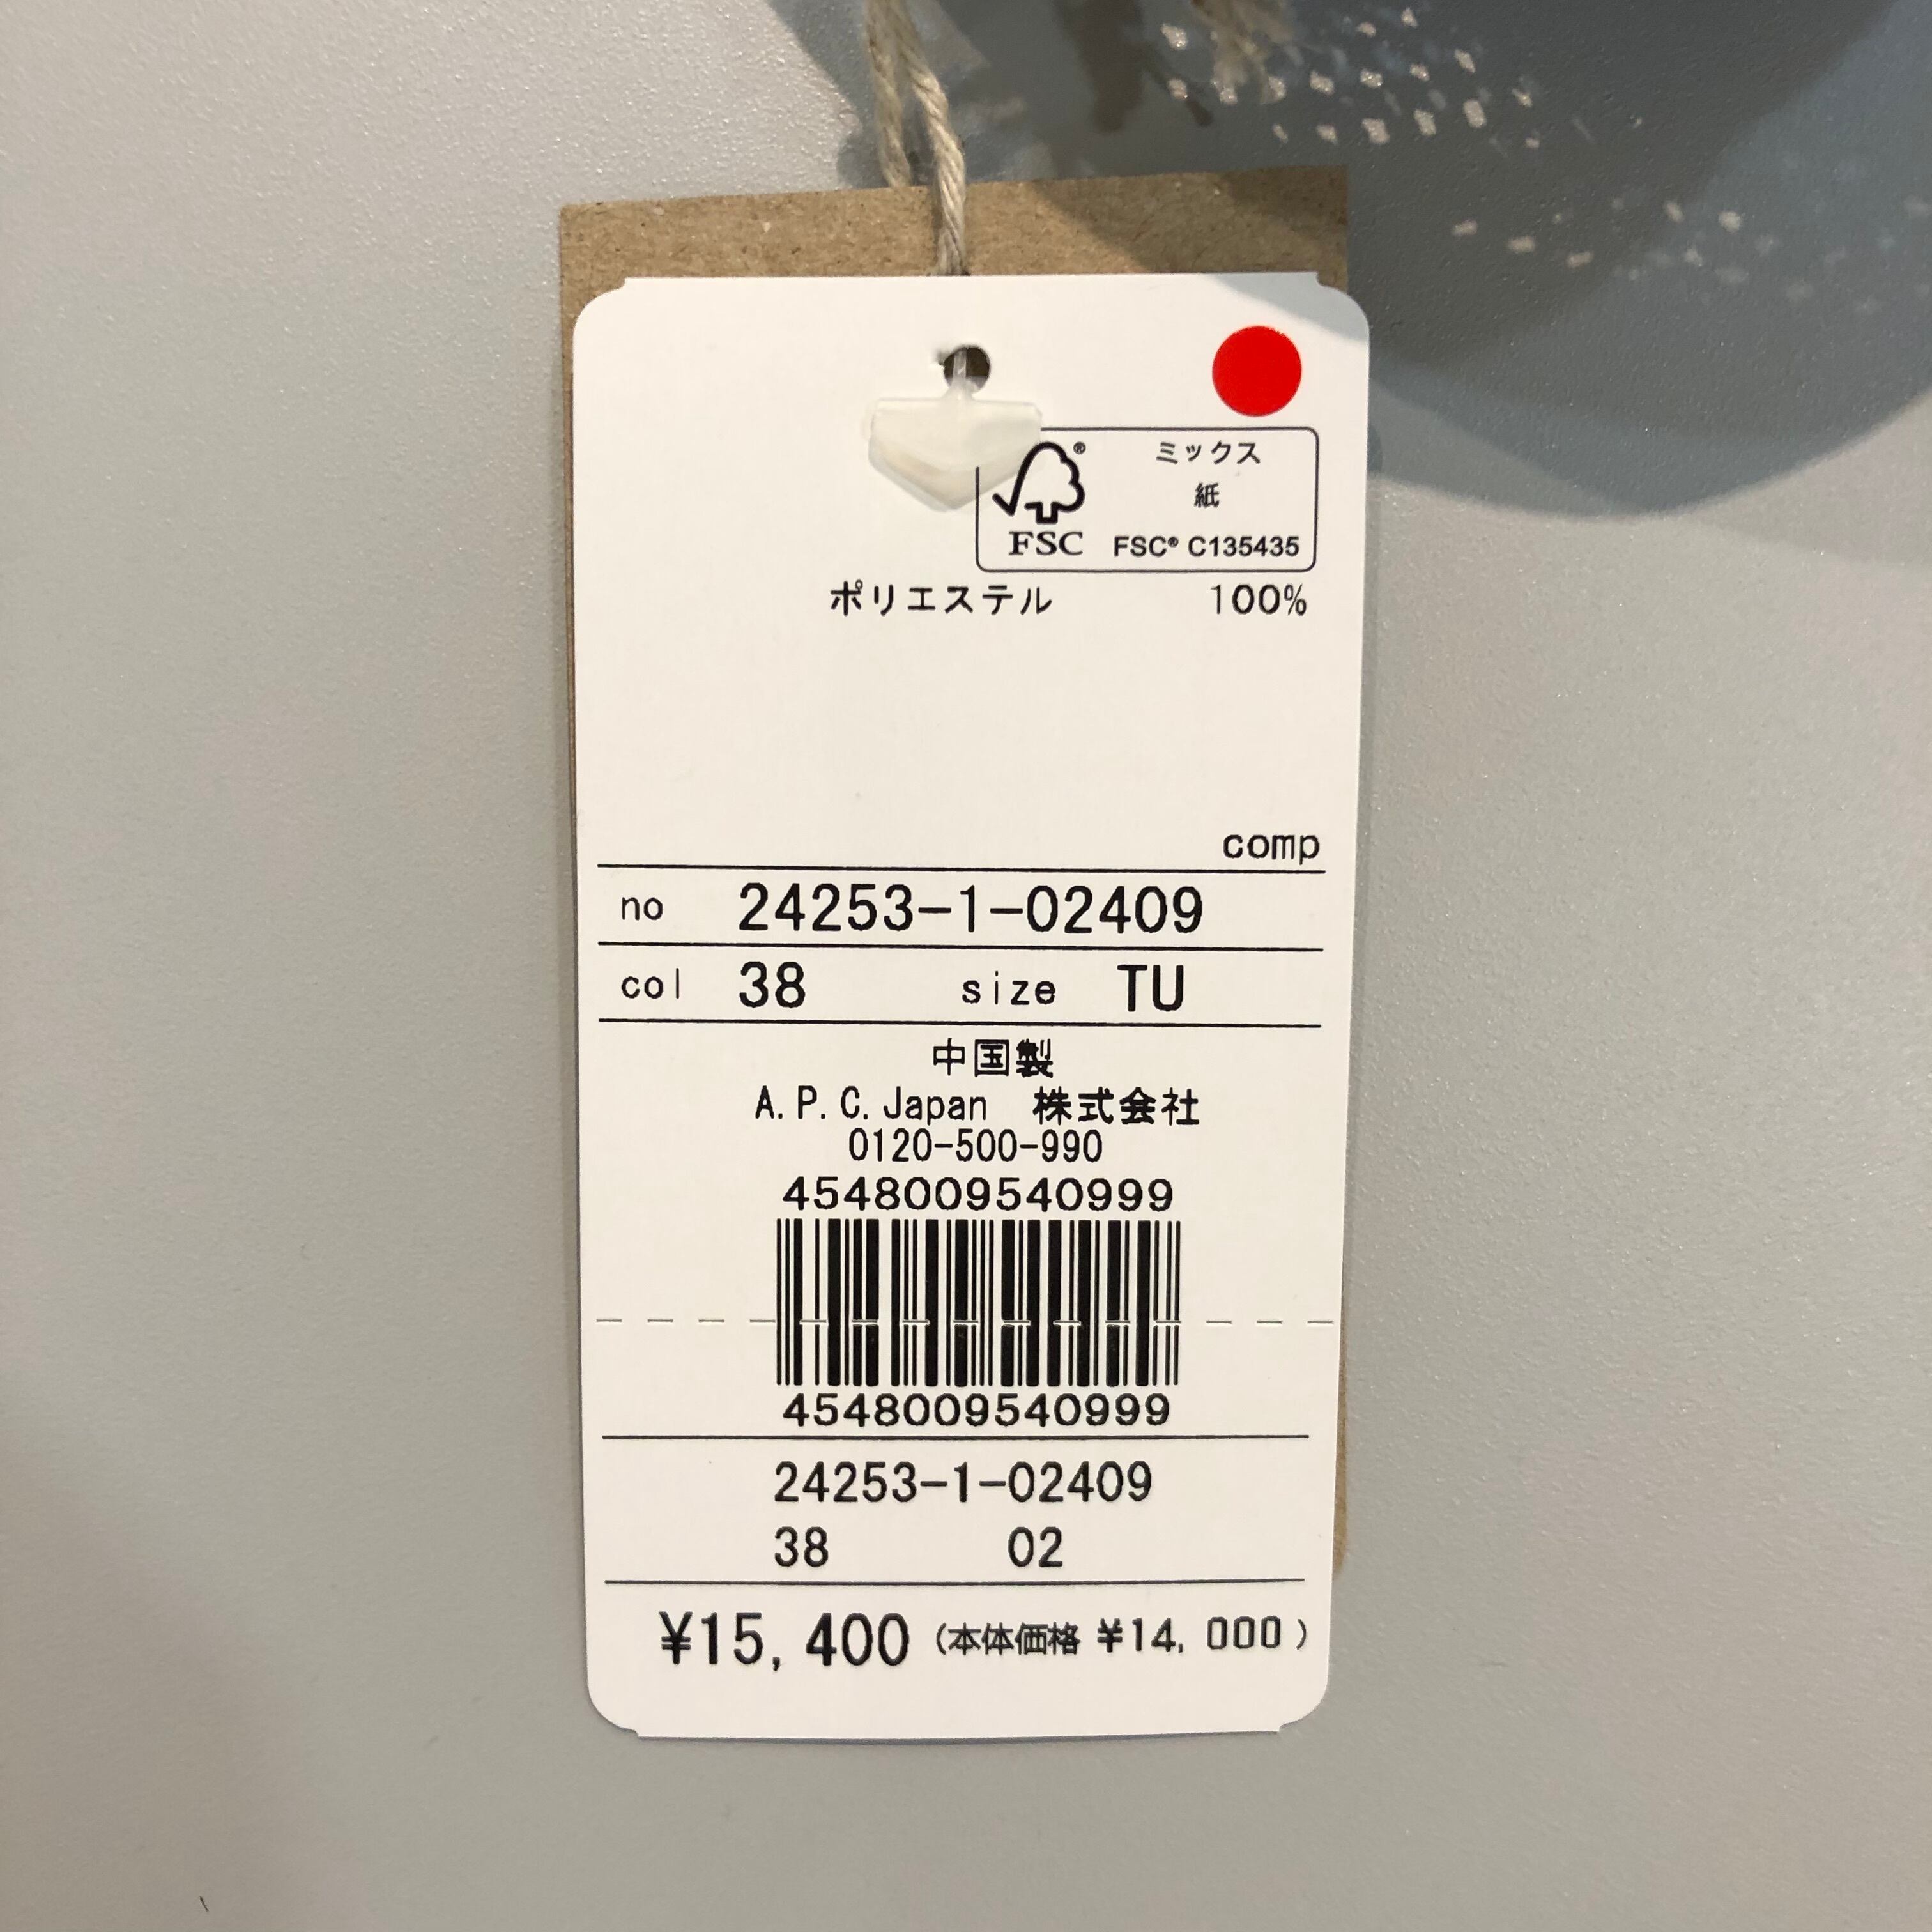 ミックス
紙
FSC® C135435
FSC
ポリエステル 100%
comp
no 24253-1-02409
col 38 size TU
中国製
A.P.C.Japan 株式会社
0120-500-990
4548009540999
4548009540999
24253-1-02409
38 02
¥15,400 (本体価格 ¥14,000)